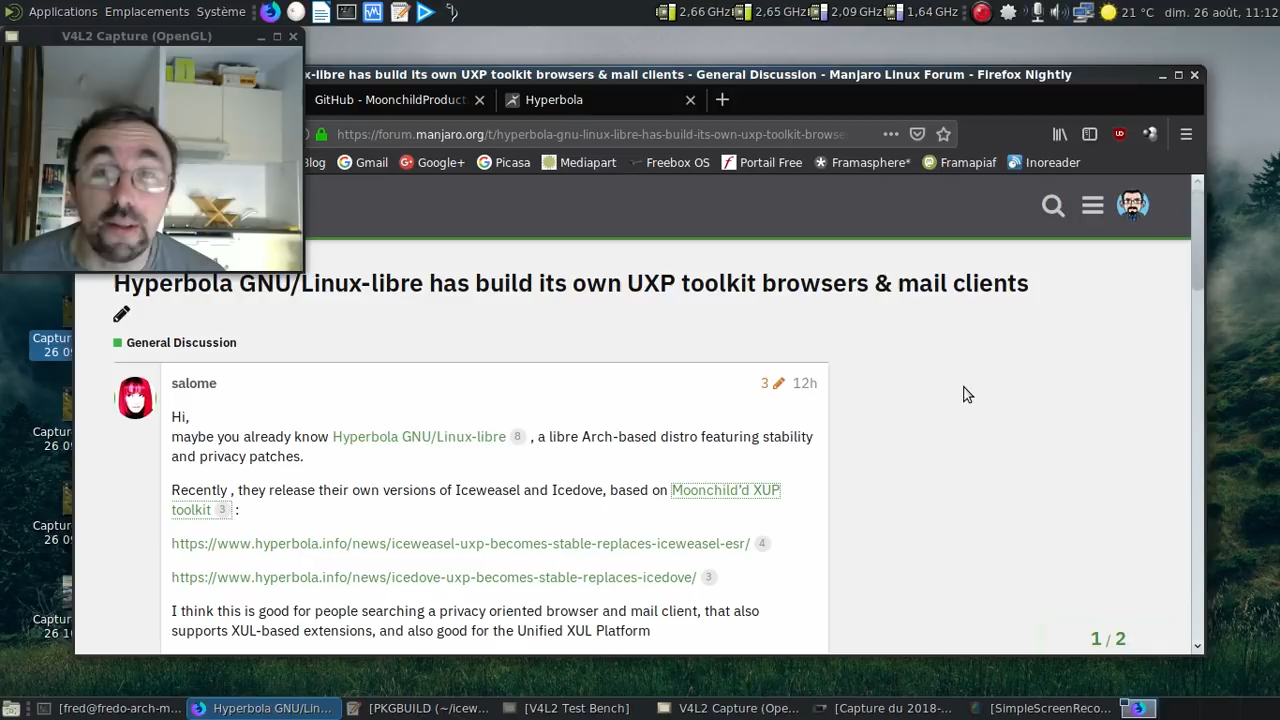 Applications Emplacements Système 2,66 GHz 2,65 GHz 2,09 GHz 1,64 GHz 21 °C dim. 26 août, 11:12
V4L2 Capture (OpenGL)
x-libre has build its own UXP toolkit browsers & mail clients - General Discussion - Manjaro Linux Forum - Firefox Nightly
GitHub - MoonchildProduct Hyperbola
https://forum.manjaro.org/t/hyperbola-gnu-linux-libre-has-build-its-own-uxp-toolkit-browse
Blog Gmail Google+ Picasa Mediapart Freebox OS Portail Free Framasphère* Framapiaf Inoreader
Hyperbola GNU/Linux-libre has build its own UXP toolkit browsers & mail clients
General Discussion
salome 3 12h
Hi,
maybe you already know Hyperbola GNU/Linux-libre 8 , a libre Arch-based distro featuring stability
and privacy patches.
Recently , they release their own versions of Iceweasel and Icedove, based on Moonchild'd XUP
toolkit 3 :
https://www.hyperbola.info/news/iceweasel-uxp-becomes-stable-replaces-iceweasel-esr/ 4
https://www.hyperbola.info/news/icedove-uxp-becomes-stable-replaces-icedove/ 3
I think this is good for people searching a privacy oriented browser and mail client, that also
supports XUL-based extensions, and also good for the Unified XUL Platform
1 / 2
Captur
26 09
Captur
26 09
Captur
26 09
Captur
26 10
[fred@fredo-arch-m... Hyperbola GNU/Lin... [PKGBUILD (~/icew... [V4L2 Test Bench] V4L2 Capture (Ope... [Capture du 2018-... [SimpleScreenReco...